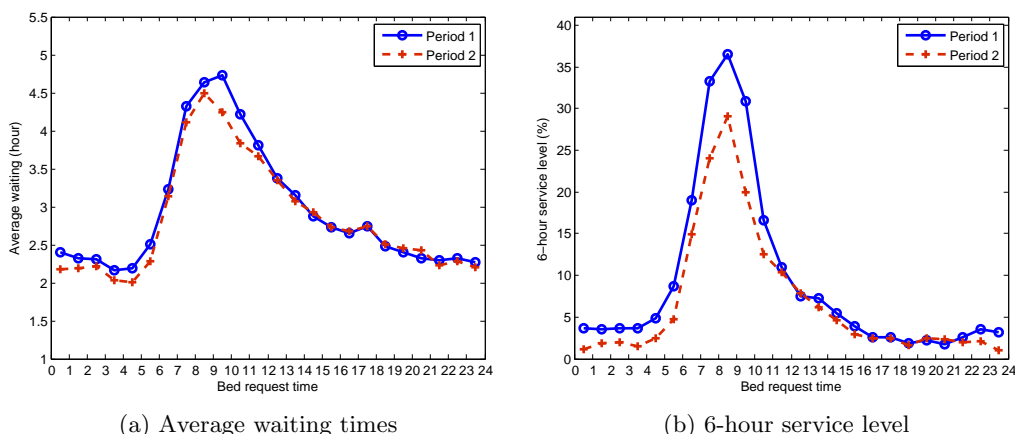 5.5
5
4.5
4
3.5
3
2.5
2
1.5
1
Average waiting (hour)
Period 1
Period 2
0 1 2 3 4 5 6 7 8 9 10 11 12 13 14 15 16 17 18 19 20 21 22 23 24
Bed request time
(a) Average waiting times
40
35
30
25
20
15
10
5
0
6−hour service level (%)
Period 1
Period 2
0 1 2 3 4 5 6 7 8 9 10 11 12 13 14 15 16 17 18 19 20 21 22 23 24
Bed request time
(b) 6-hour service level